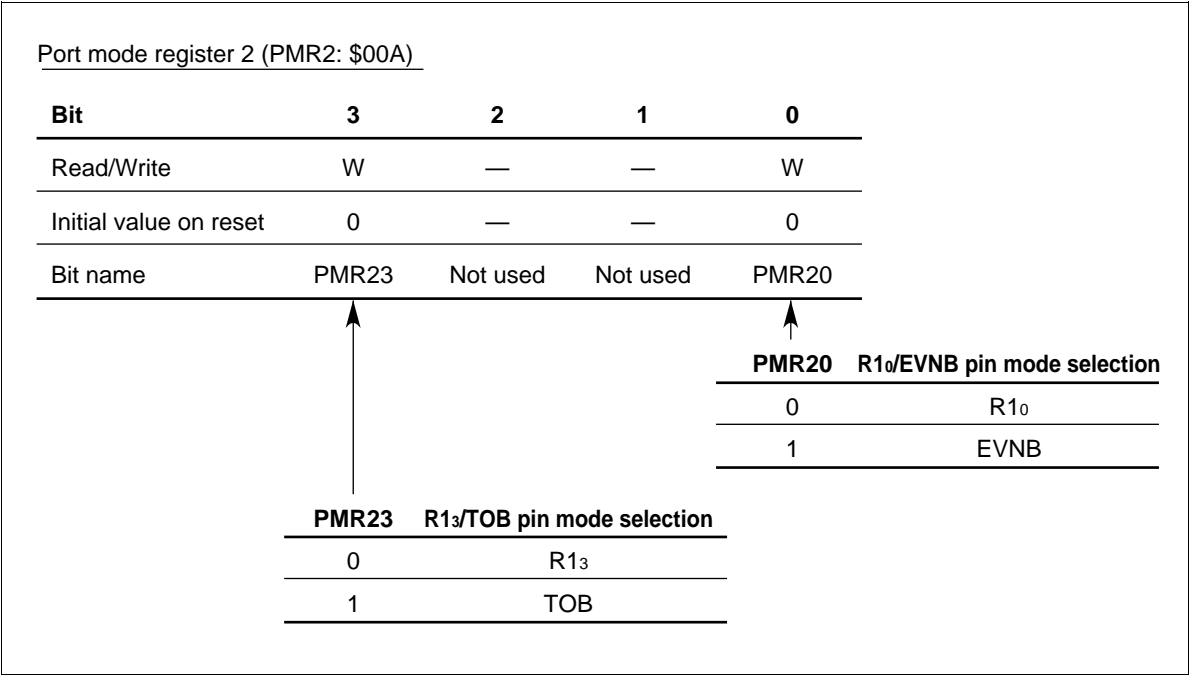 Port mode register 2 (PMR2: $00A)
Bit 3 2 1 0
Read/Write W — — W
Initial value on reset 0 — — 0
Bit name PMR23 Not used Not used PMR20
PMR20 R10/EVNB pin mode selection
0 R10
1 EVNB
PMR23 R13/TOB pin mode selection
0 R13
1 TOB